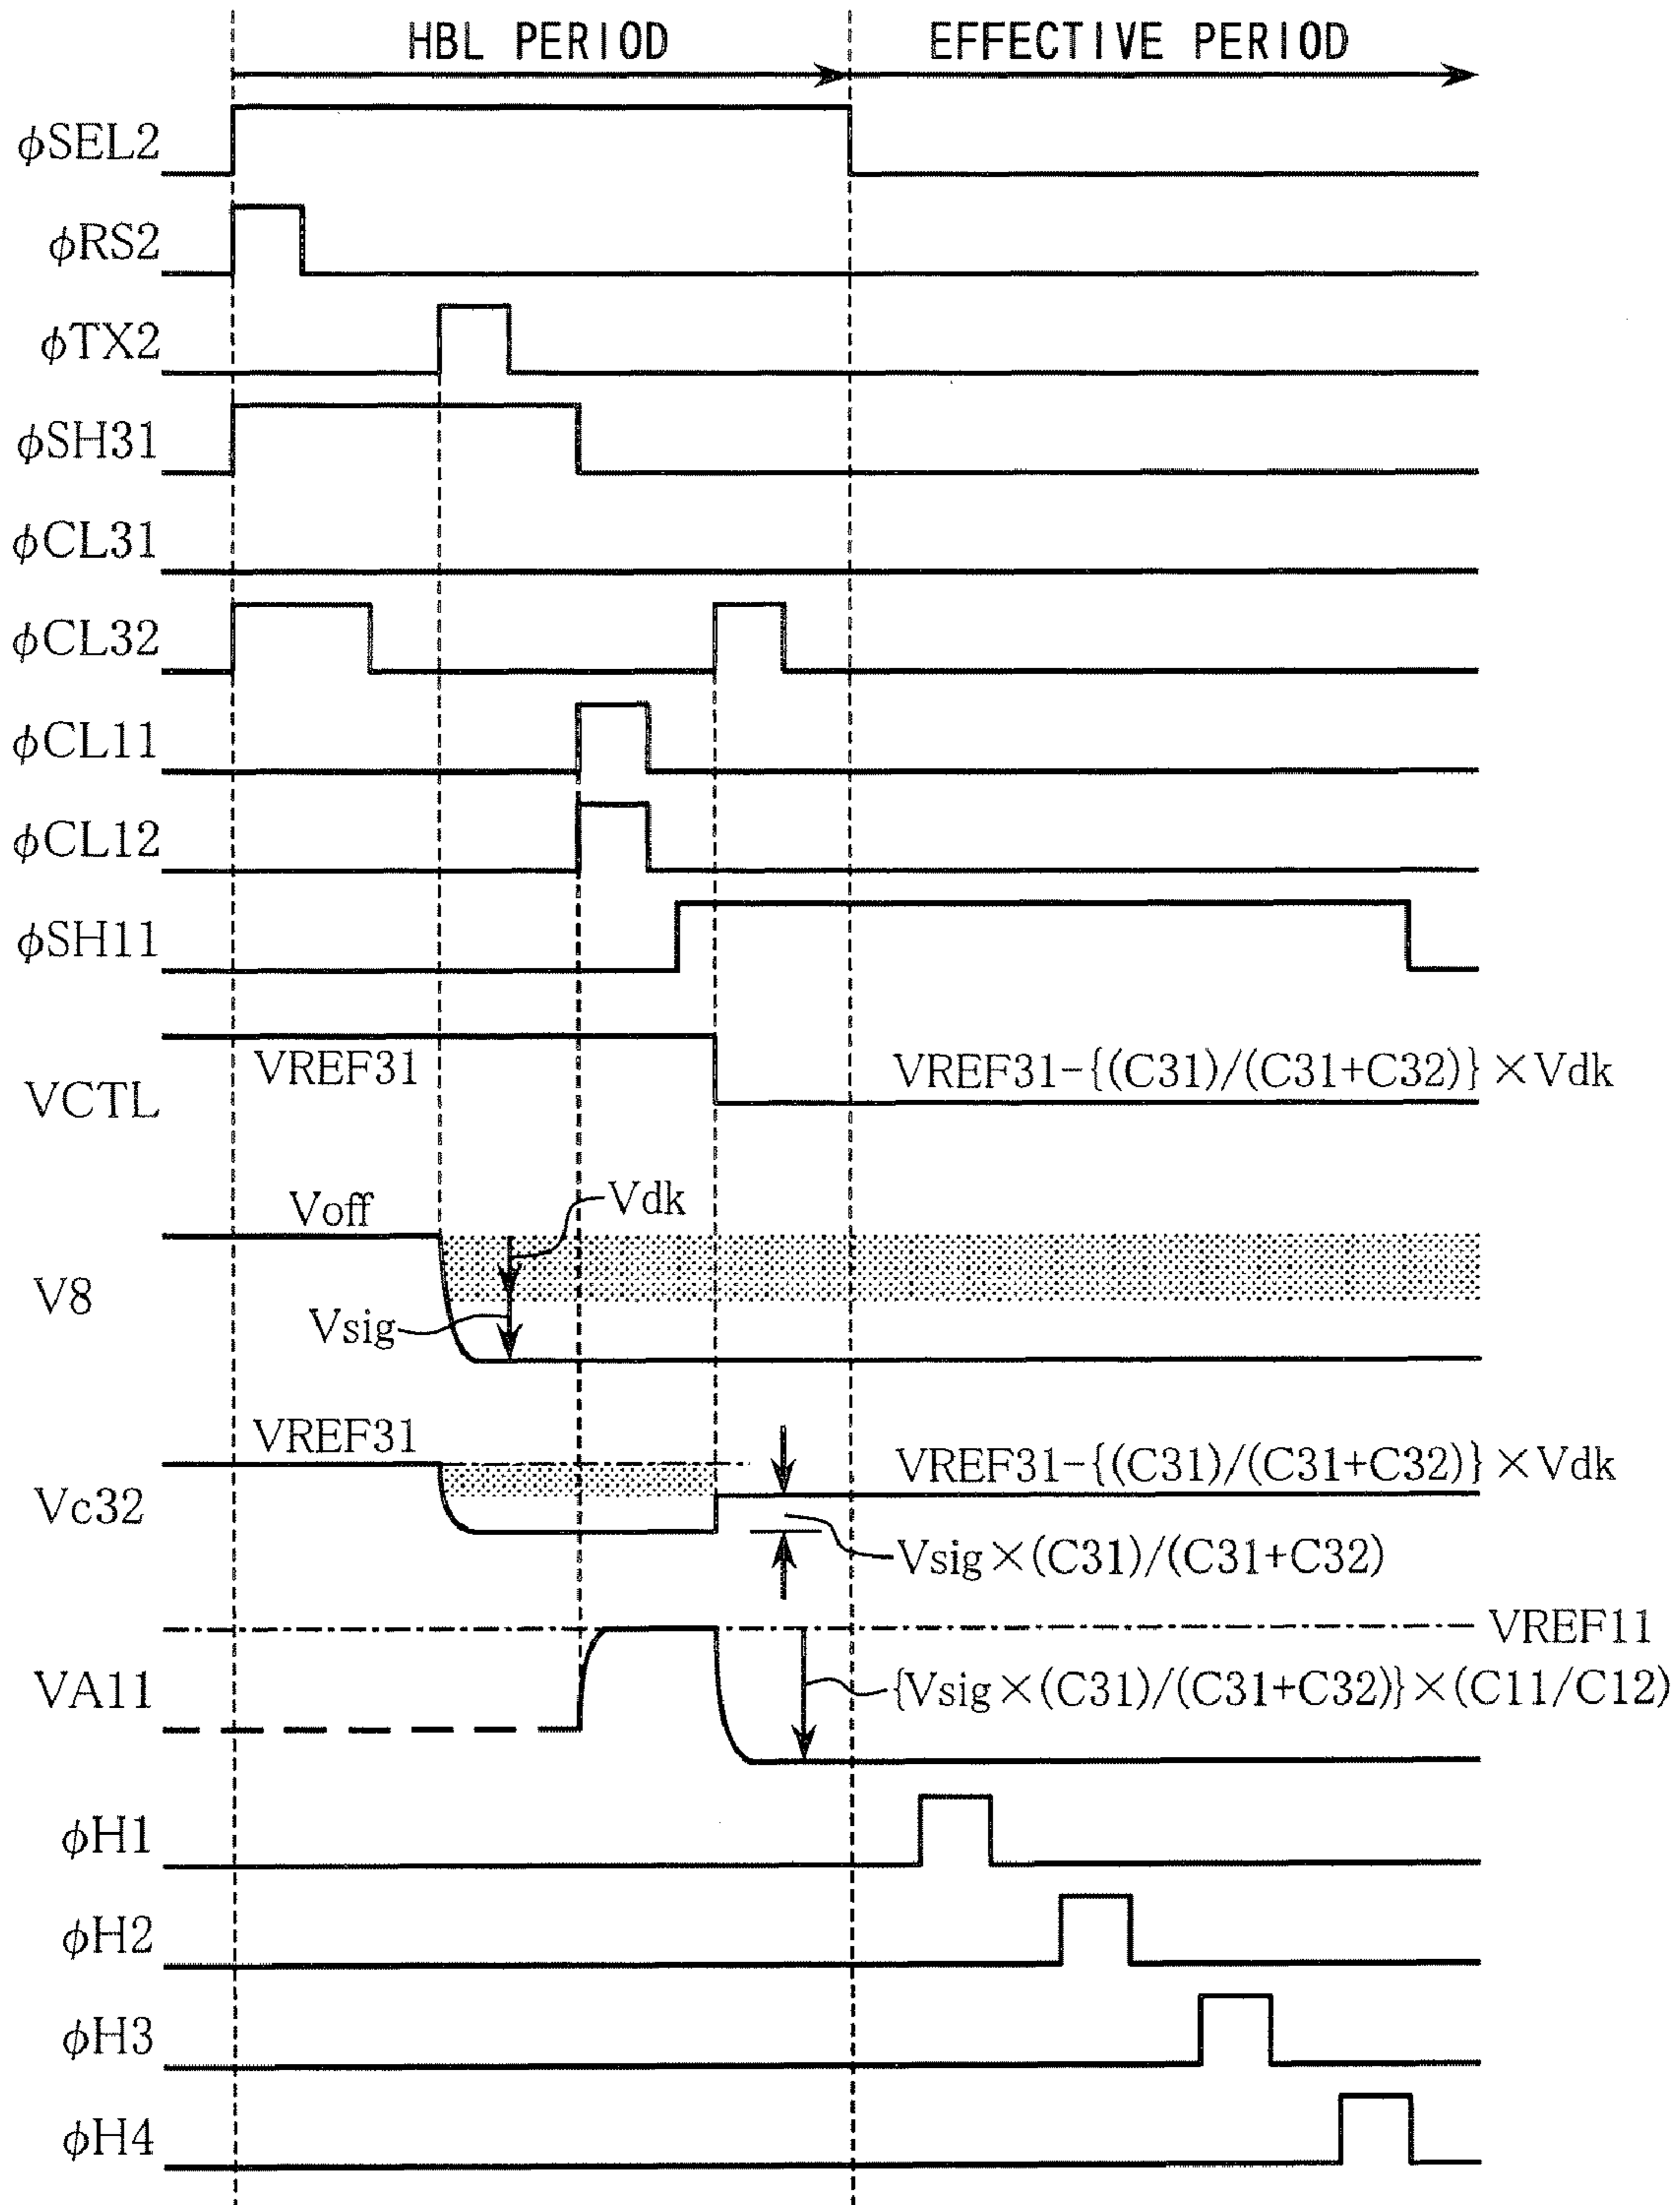 HBL PERIOD EFFECTIVE PERIOD
φSEL2
φRS2
φTX2
φSH31
φCL31
φCL32
φCL11
φCL12
φSH11
VCTL VREF31 VREF31-{(C31)/(C31+C32)}×Vdk
V8 Voff Vdk
Vsig
Vc32 VREF31 VREF31-{(C31)/(C31+C32)}×Vdk
Vsig×(C31)/(C31+C32)
VREF11
VA11 {Vsig×(C31)/(C31+C32)}×(C11/C12)
φH1
φH2
φH3
φH4